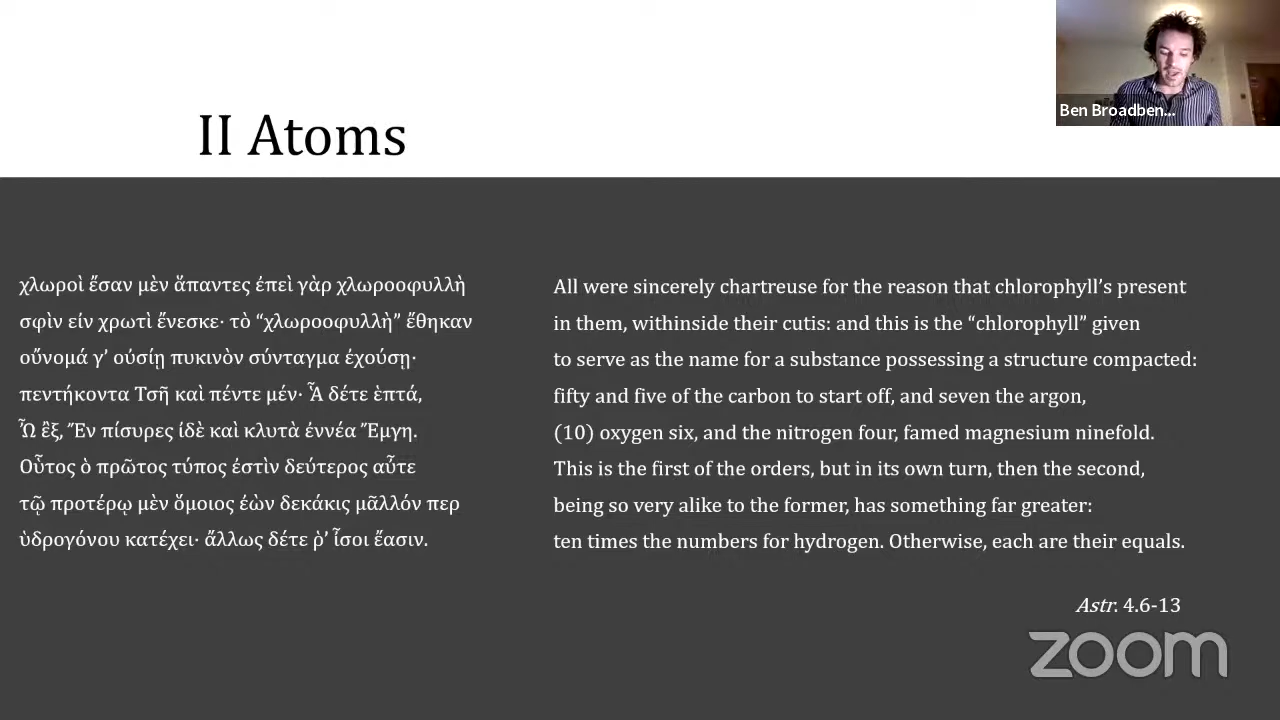 Ben Broadben...
II Atoms
χλωροὶ ἔσαν μὲν ἅπαντες ἐπεὶ γὰρ χλωροοφυλλὴ
σφὶν εἰν χρωτὶ ἔνεσκε· τὸ “χλωροοφυλλὴ” ἔθηκαν
οὔνομά γ’ οὐσίῃ πυκινὸν σύνταγμα ἐχούσῃ·
πεντήκοντα Τσῆ καὶ πέντε μέν· Ἆ δέτε ἑπτά,
Ὦ ἓξ, Ἔν πίσυρες ἰδὲ καὶ κλυτὰ ἐννέα Ἔμγη.
Οὗτος ὁ πρῶτος τύπος ἐστὶν δεύτερος αὖτε
τῷ προτέρῳ μὲν ὅμοιος ἐὼν δεκάκις μᾶλλόν περ
ὑδρογόνου κατέχει· ἄλλως δέτε ῥ’ ἶσοι ἔασιν.
All were sincerely chartreuse for the reason that chlorophyll’s present
in them, withinside their cutis: and this is the “chlorophyll” given
to serve as the name for a substance possessing a structure compacted:
fifty and five of the carbon to start off, and seven the argon,
(10) oxygen six, and the nitrogen four, famed magnesium ninefold.
This is the first of the orders, but in its own turn, then the second,
being so very alike to the former, has something far greater:
ten times the numbers for hydrogen. Otherwise, each are their equals.
Astr. 4.6-13
zoom